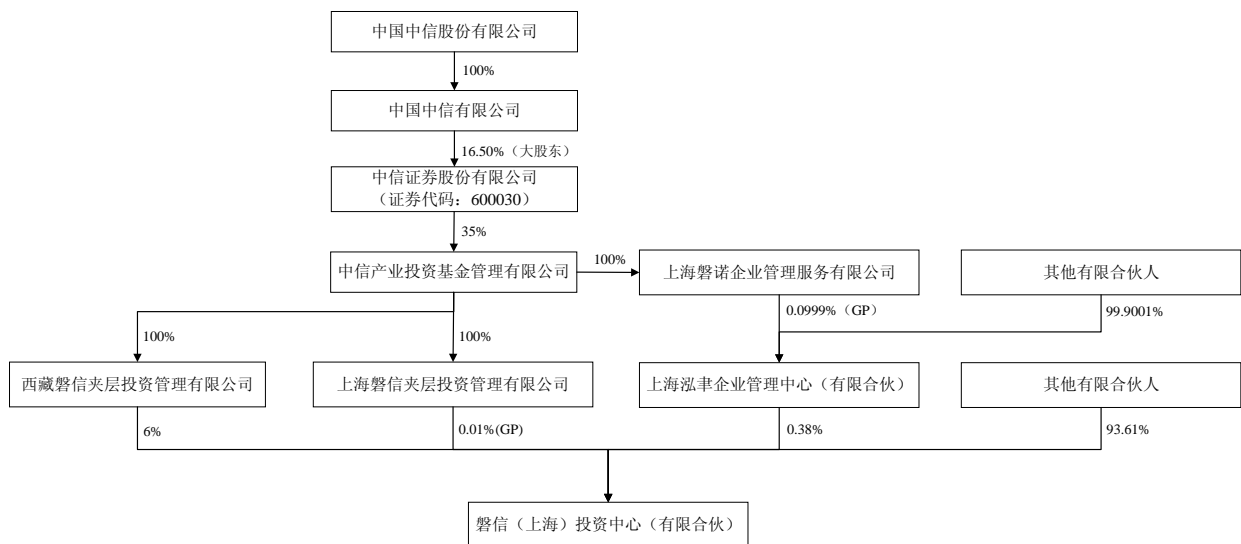 中国中信股份有限公司
100%
中国中信有限公司
16.50%（大股东）
中信证券股份有限公司
（证券代码：600030）
35%
中信产业投资基金管理有限公司
100%
上海磐诺企业管理服务有限公司
其他有限合伙人
100%
100%
0.0999%（GP）
99.9001%
西藏磐信夹层投资管理有限公司
上海磐信夹层投资管理有限公司
上海泓聿企业管理中心（有限合伙）
其他有限合伙人
6%
0.01%(GP)
0.38%
93.61%
磐信（上海）投资中心（有限合伙）